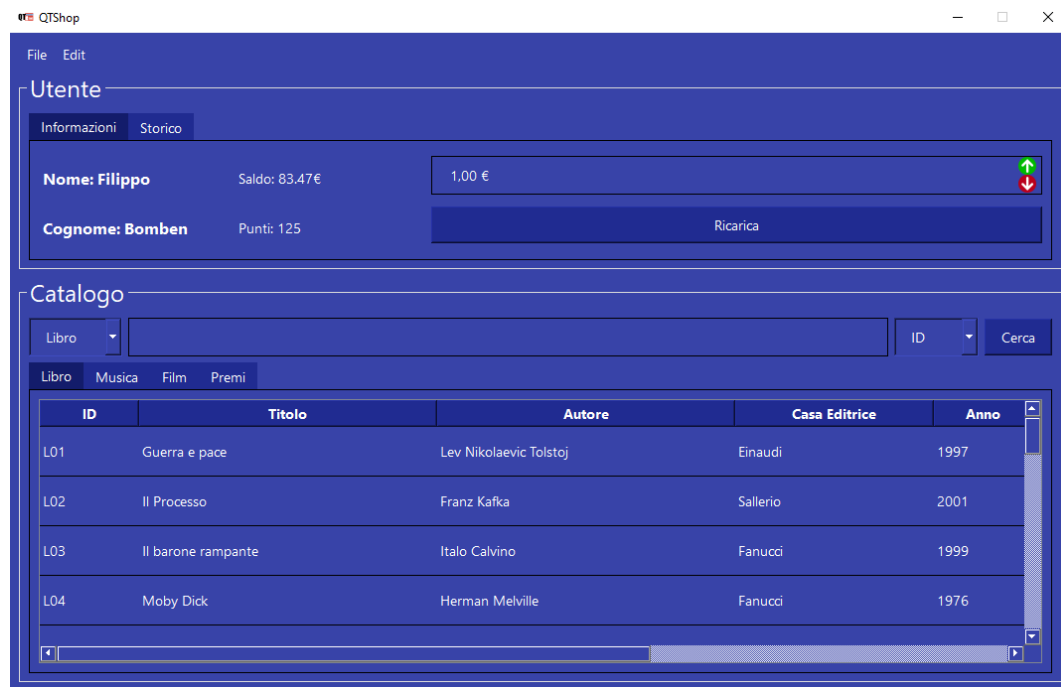 QTShop
File Edit
Utente
Informazioni Storico
Nome: Filippo Saldo: 83.47€ 1,00 €
Cognome: Bomben Punti: 125 Ricarica
Catalogo
Libro ID Cerca
Libro Musica Film Premi
ID Titolo Autore Casa Editrice Anno
L01 Guerra e pace Lev Nikolaevic Tolstoj Einaudi 1997
L02 Il Processo Franz Kafka Sallerio 2001
L03 Il barone rampante Italo Calvino Fanucci 1999
L04 Moby Dick Herman Melville Fanucci 1976